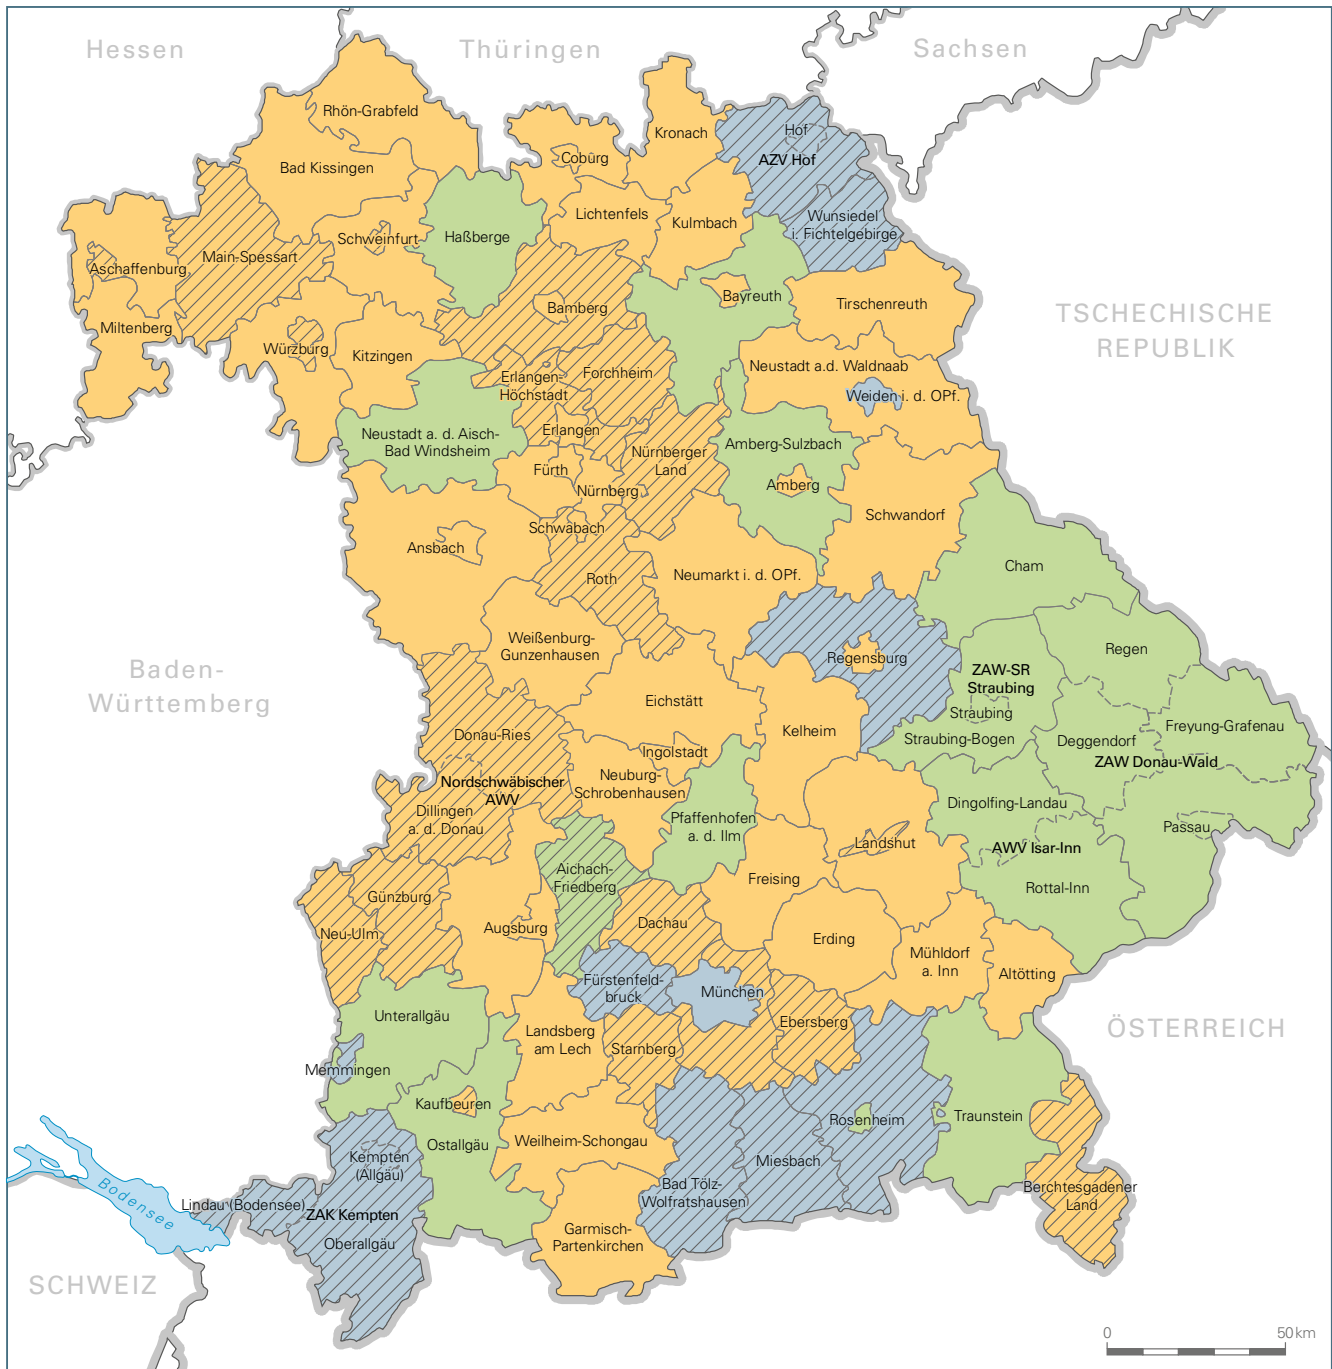 Hessen
Thüringen
Sachsen
Rhön-Grabfeld
Kronach
Hof
Coburg
AZV Hof
Bad Kissingen
Lichtenfels
Kulmbach
Wunsiedel
i. Fichtelgebirge
Haßberge
Schweinfurt
Main-Spessart
Aschaffenburg
Bayreuth
Tirschenreuth
Bamberg
TSCHECHISCHE
REPUBLIK
Miltenberg
Würzburg
Kitzingen
Neustadt a.d. Waldnaab
Forchheim
Erlangen-
Höchstadt
Weiden i. d. OPf.
Erlangen
Neustadt a. d. Aisch-
Bad Windsheim
Amberg-Sulzbach
Nürnberger
Land
Fürth
Amberg
Nürnberg
Schwandorf
Schwabach
Ansbach
Cham
Roth
Neumarkt i. d. OPf.
Weißenburg-
Gunzenhausen
Regen
Regensburg
Baden-
Württemberg
ZAW-SR
Straubing
Straubing
Eichstätt
Freyung-Grafenau
Kelheim
Donau-Ries
Straubing-Bogen
Deggendorf
Ingolstadt
ZAW Donau-Wald
Nordschwäbischer
AWV
Neuburg-
Schrobenhausen
Dingolfing-Landau
Dillingen
a. d. Donau
Pfaffenhofen
a. d. Ilm
Passau
Landshut
AWV Isar-Inn
Aichach-
Friedberg
Freising
Rottal-Inn
Günzburg
Neu-Ulm
Augsburg
Dachau
Erding
Mühldorf
a. Inn
Altötting
Fürstenfeld-
bruck
München
Unterallgäu
Ebersberg
ÖSTERREICH
Landsberg
am Lech
Starnberg
Memmingen
Kaufbeuren
Traunstein
Rosenheim
Ostallgäu
Weilheim-Schongau
Kempten
(Allgäu)
Miesbach
Bad Tölz-
Wolfratshausen
Berchtesgadener
Land
Bodensee
Lindau (Bodensee)
ZAK Kempten
Oberallgäu
Garmisch-
Partenkirchen
SCHWEIZ
0 50 km